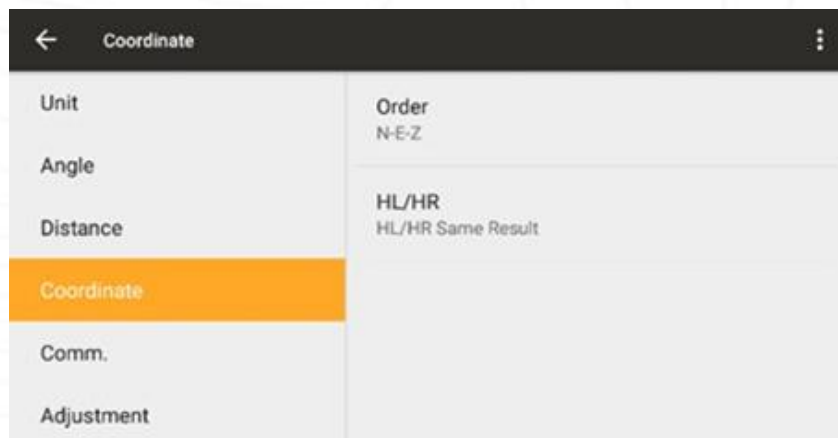 Coordinate
Unit
Angle
Distance
Coordinate
Comm.
Adjustment
Order
N-E-Z
HL/HR
HL/HR Same Result